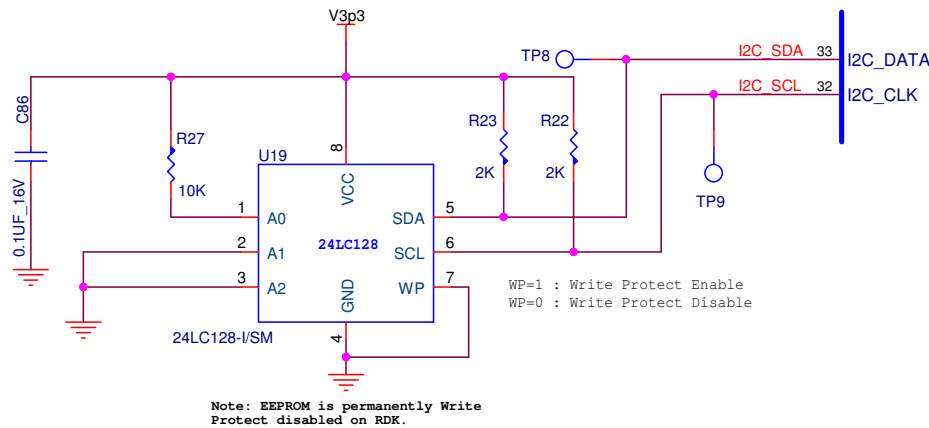 V3p3
TP8
I2C_SDA 33
I2C_DATA
I2C_SCL 32
I2C_CLK
C86
0.1UF_16V
R27
10K
R23
2K
R22
2K
TP9
U19
8
VCC
1 A0
2 A1
3 A2
24LC128
SDA 5
SCL 6
WP 7
GND
4
24LC128-I/SM
WP=1 : Write Protect Enable
WP=0 : Write Protect Disable
Note: EEPROM is permanently Write
Protect disabled on RDK.